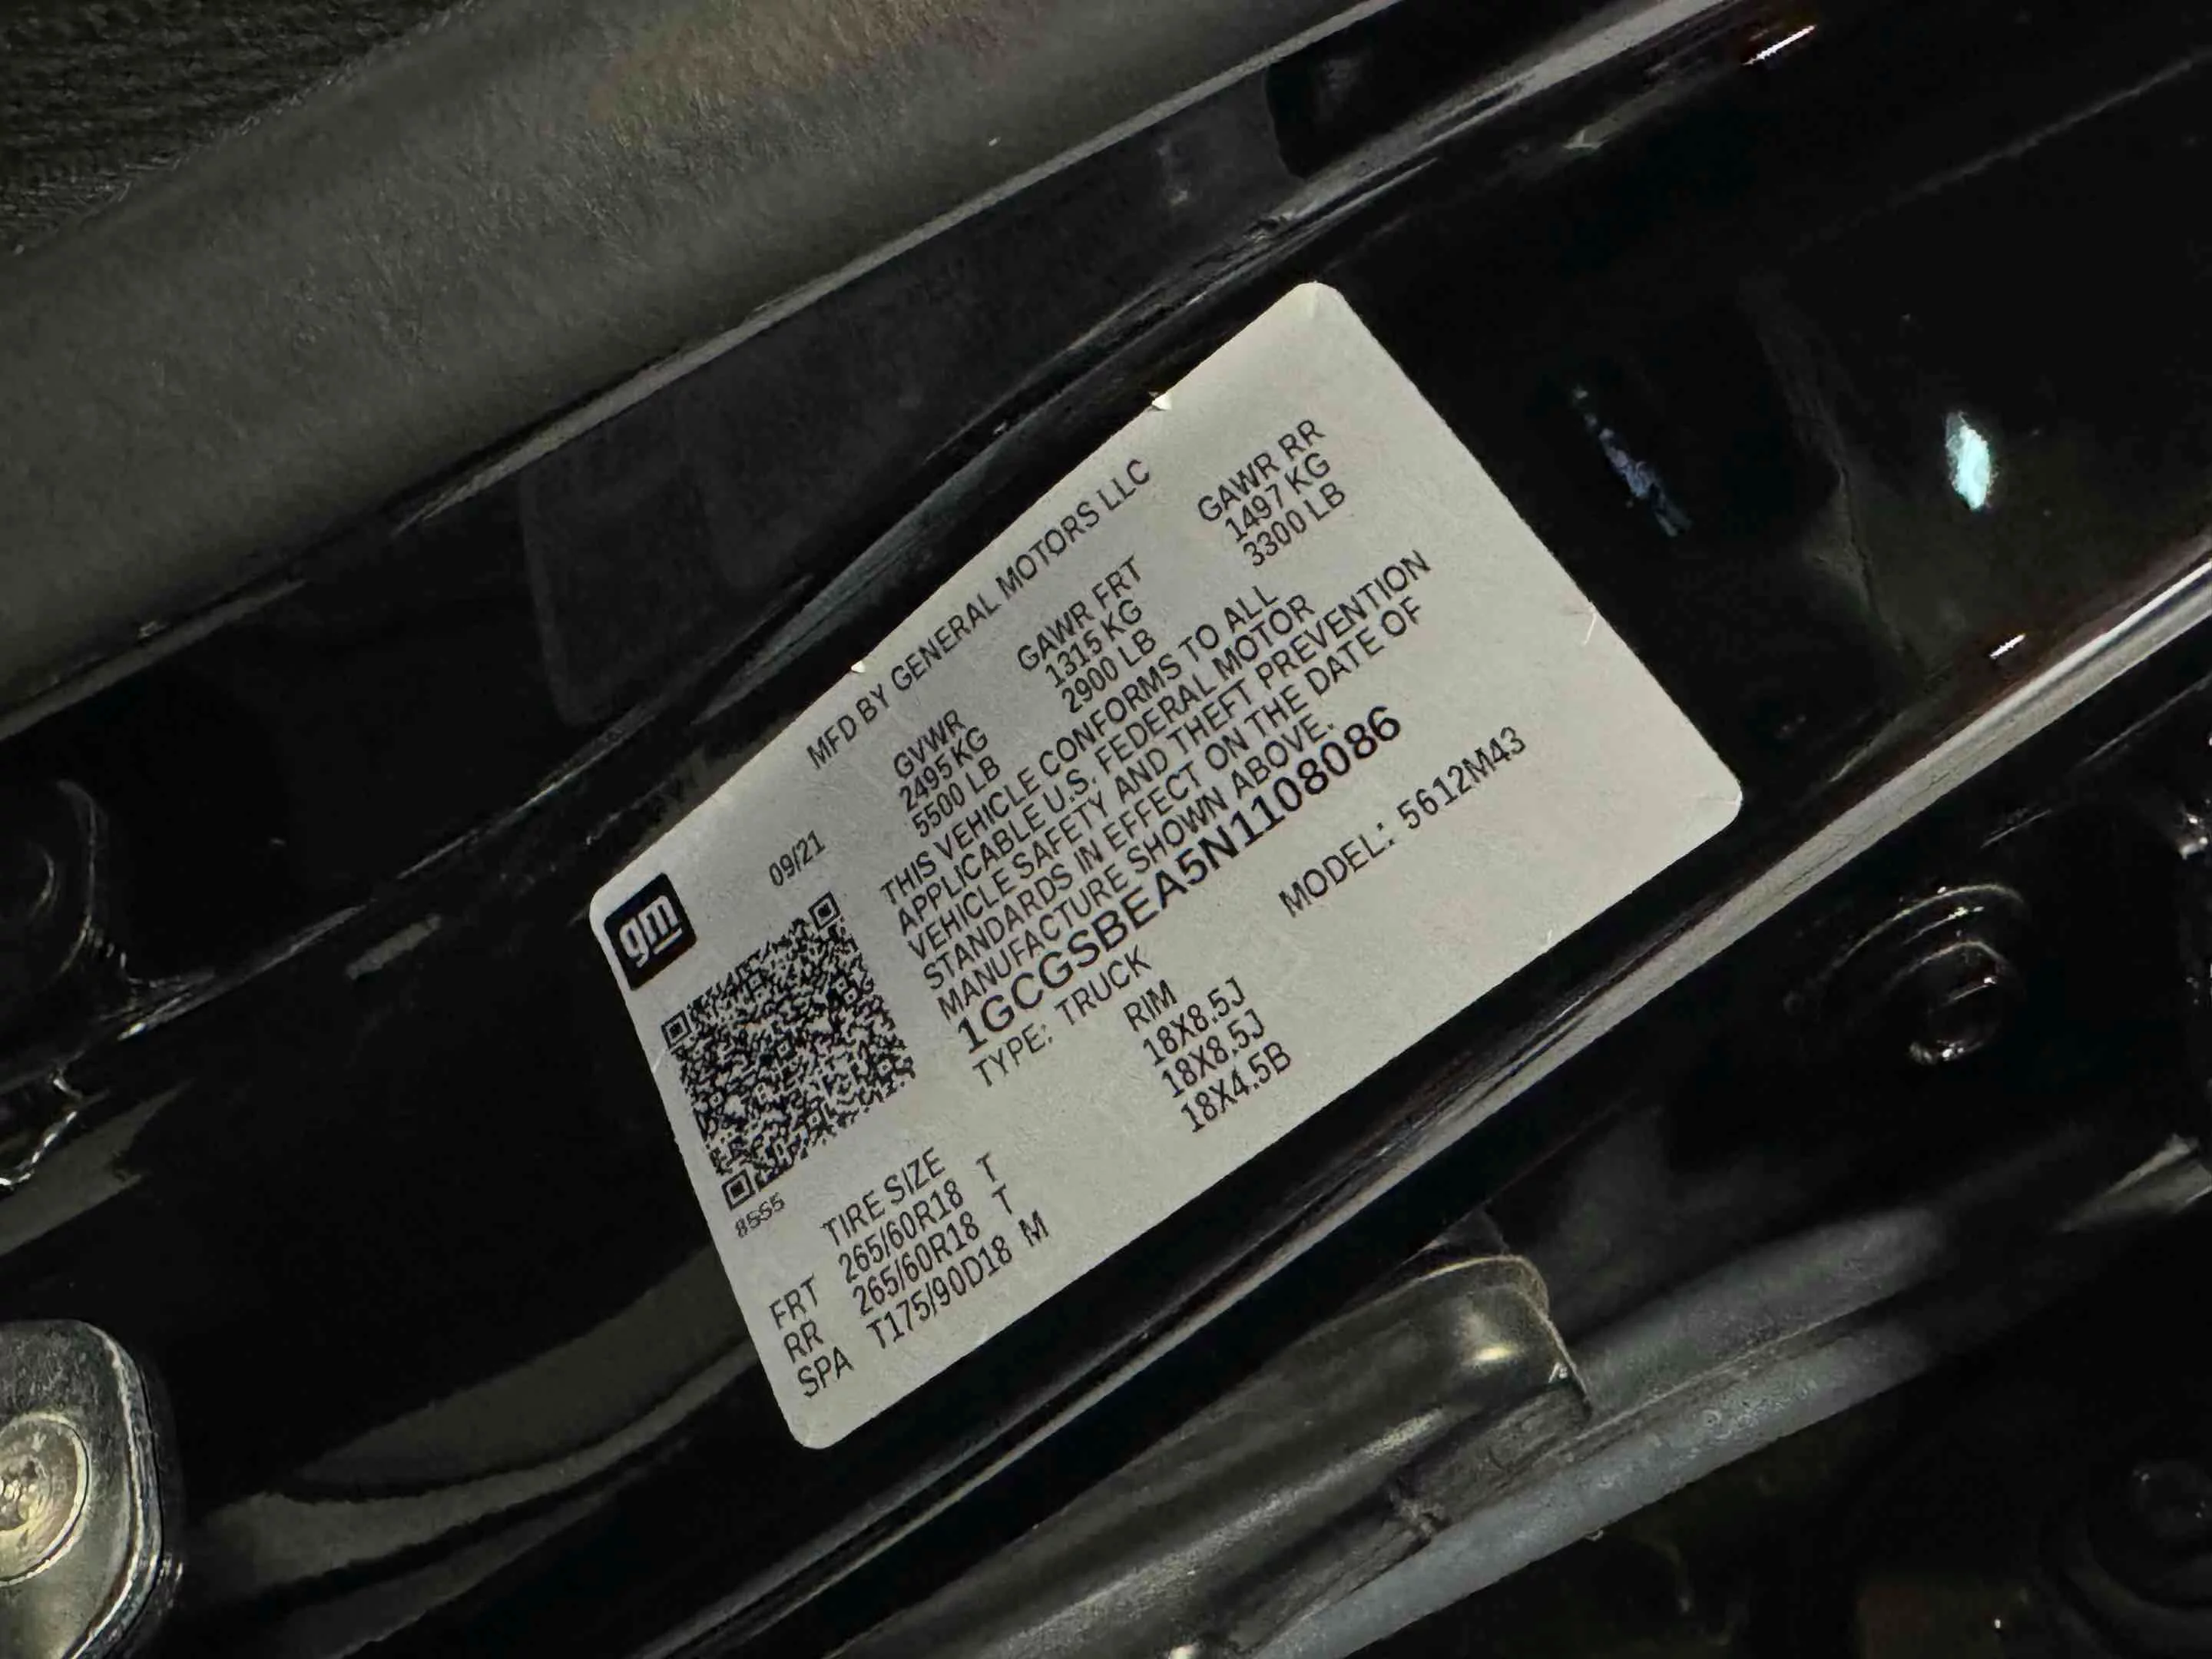 gm
MFD BY GENERAL MOTORS LLC
09/21
GVWR GAWR FRT GAWR RR
2495 KG 1315 KG 1497 KG
5500 LB 2900 LB 3300 LB
THIS VEHICLE CONFORMS TO ALL
APPLICABLE U.S. FEDERAL MOTOR
VEHICLE SAFETY AND THEFT PREVENTION
STANDARDS IN EFFECT ON THE DATE OF
MANUFACTURE SHOWN ABOVE.
1GCGSBEA5N1108086
TYPE: TRUCK MODEL: 5612M43
8555
TIRE SIZE RIM
FRT 265/60R18 T 18X8.5J
RR 265/60R18 T 18X8.5J
SPA T175/90D18 M 18X4.5B